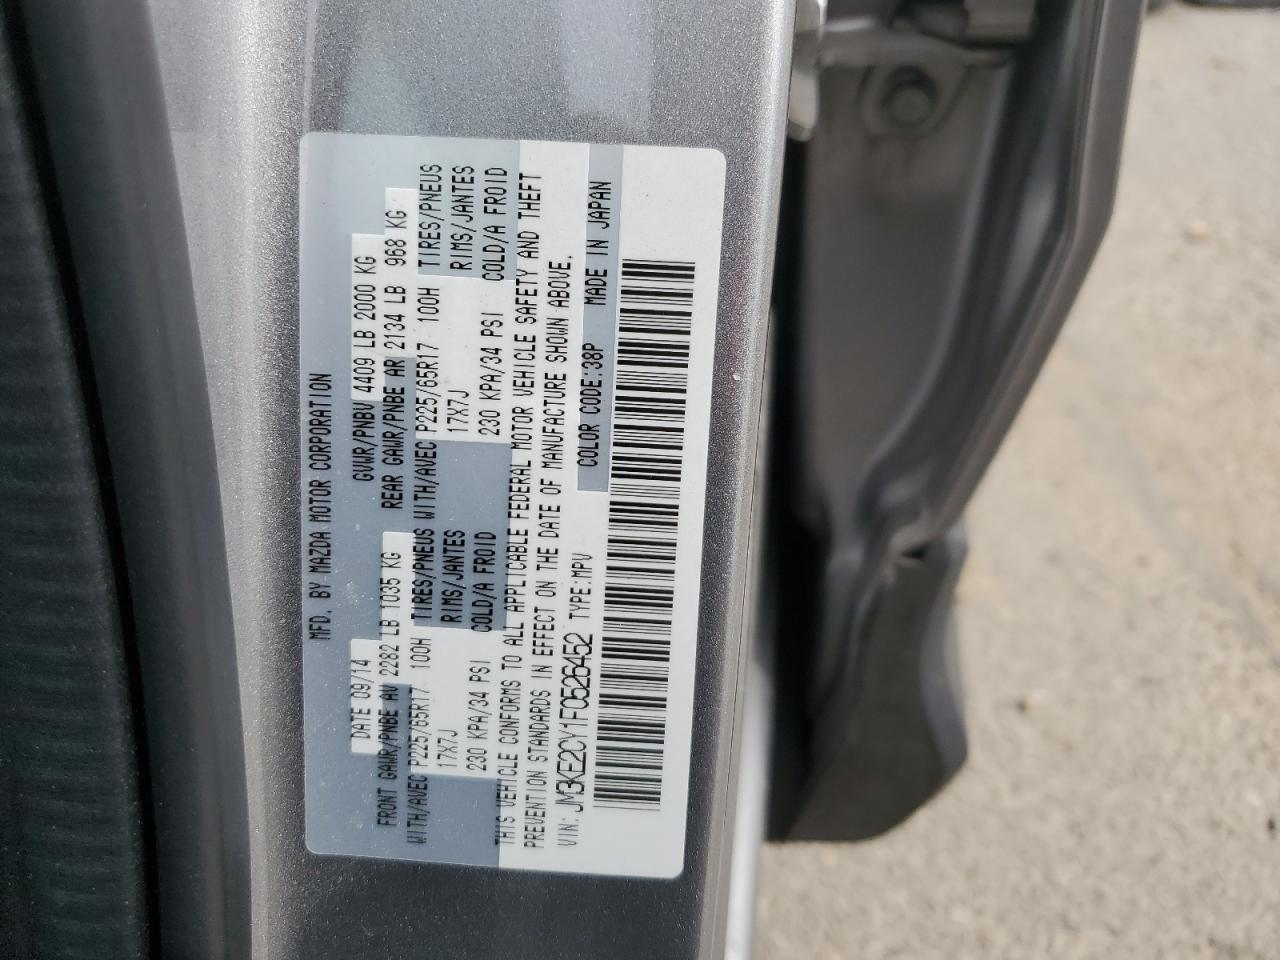 MFD. BY MAZDA MOTOR CORPORATION
DATE 09/14 GVWR/PNBV 4409 LB 2000 KG
FRONT GAWR/PNBE AV 2282 LB 1035 KG REAR GAWR/PNBE AR 2134 LB 968 KG
WITH/AVEC P225/65R17 100H TIRES/PNEUS WITH/AVEC P225/65R17 100H TIRES/PNEUS
17X7J RIMS/JANTES 17X7J RIMS/JANTES
230 KPA/34 PSI COLD/A FROID 230 KPA/34 PSI COLD/A FROID
THIS VEHICLE CONFORMS TO ALL APPLICABLE FEDERAL MOTOR VEHICLE SAFETY AND THEFT
PREVENTION STANDARDS IN EFFECT ON THE DATE OF MANUFACTURE SHOWN ABOVE.
VIN: JM3KE2CY1F0526452 TYPE:MPV COLOR CODE:38P MADE IN JAPAN